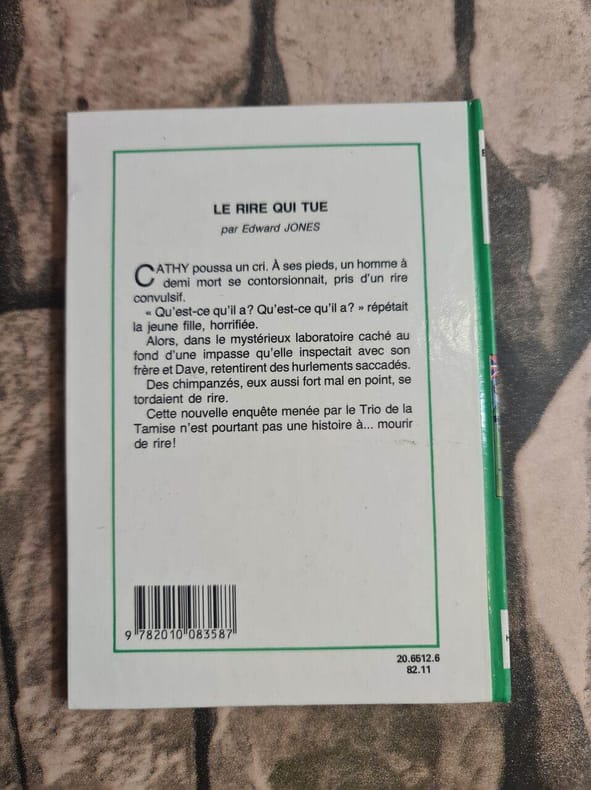 LE RIRE QUI TUE
par Edward JONES
CATHY poussa un cri. À ses pieds, un homme à
demi mort se contorsionnait, pris d'un rire
convulsif.
« Qu'est-ce qu'il a? Qu'est-ce qu'il a? » répétait
la jeune fille, horrifiée.
Alors, dans le mystérieux laboratoire caché au
fond d'une impasse qu'elle inspectait avec son
frère et Dave, retentirent des hurlements saccadés.
Des chimpanzés, eux aussi fort mal en point, se
tordaient de rire.
Cette nouvelle enquête menée par le Trio de la
Tamise n'est pourtant pas une histoire à... mourir
de rire!
9 782010 083587
20.6512.6
82.11